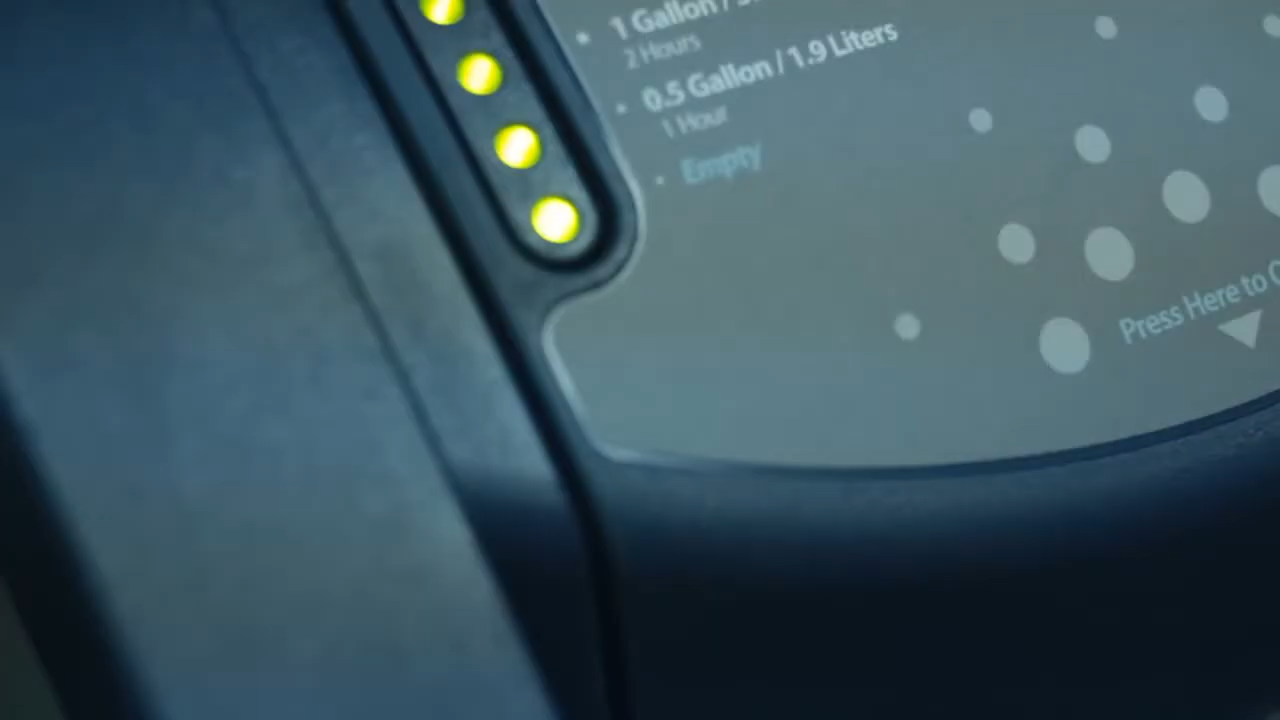 1 Gallon /
2 Hours
0.5 Gallon / 1.9 Liters
1 Hour
Empty
Press Here to